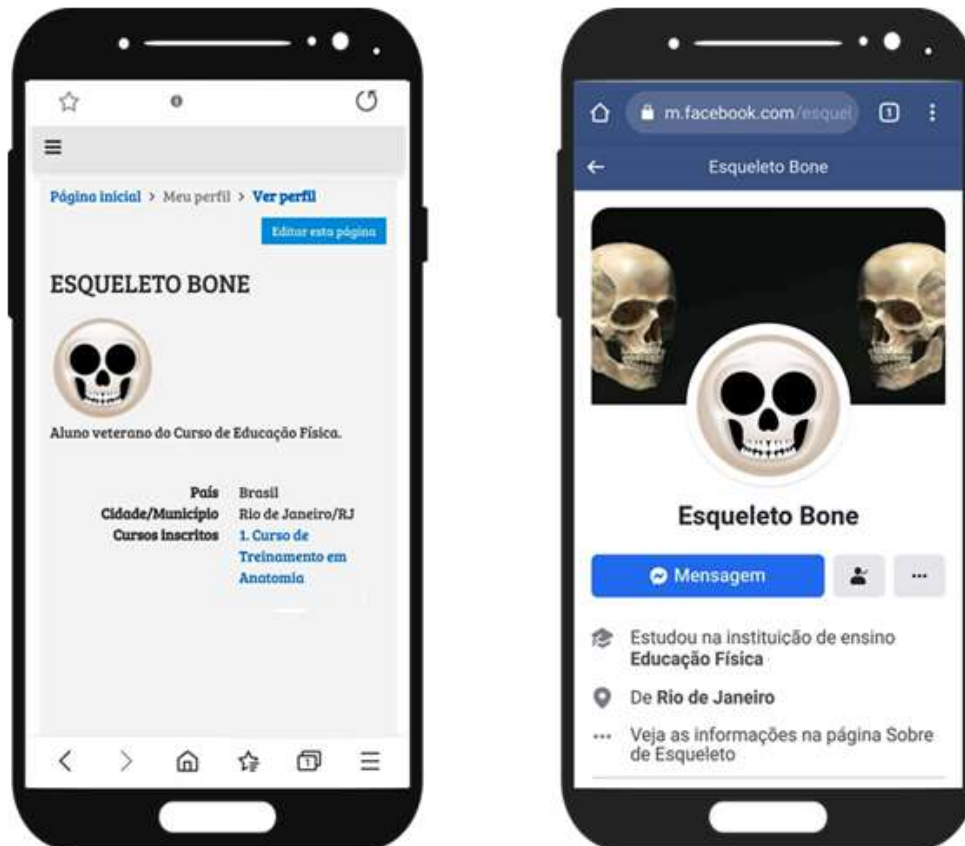 Página inicial > Meu perfil > Ver perfil
Editar esta página
ESQUELETO BONE
Aluno veterano do Curso de Educação Física.
País Brasil
Cidade/Município Rio de Janeiro/RJ
Cursos inscritos 1. Curso de
Treinamento em
Anatomia
1
m.facebook.com/esquel
1
Esqueleto Bone
Esqueleto Bone
Mensagem
Estudou na instituição de ensino
Educação Física
De Rio de Janeiro
Veja as informações na página Sobre
de Esqueleto